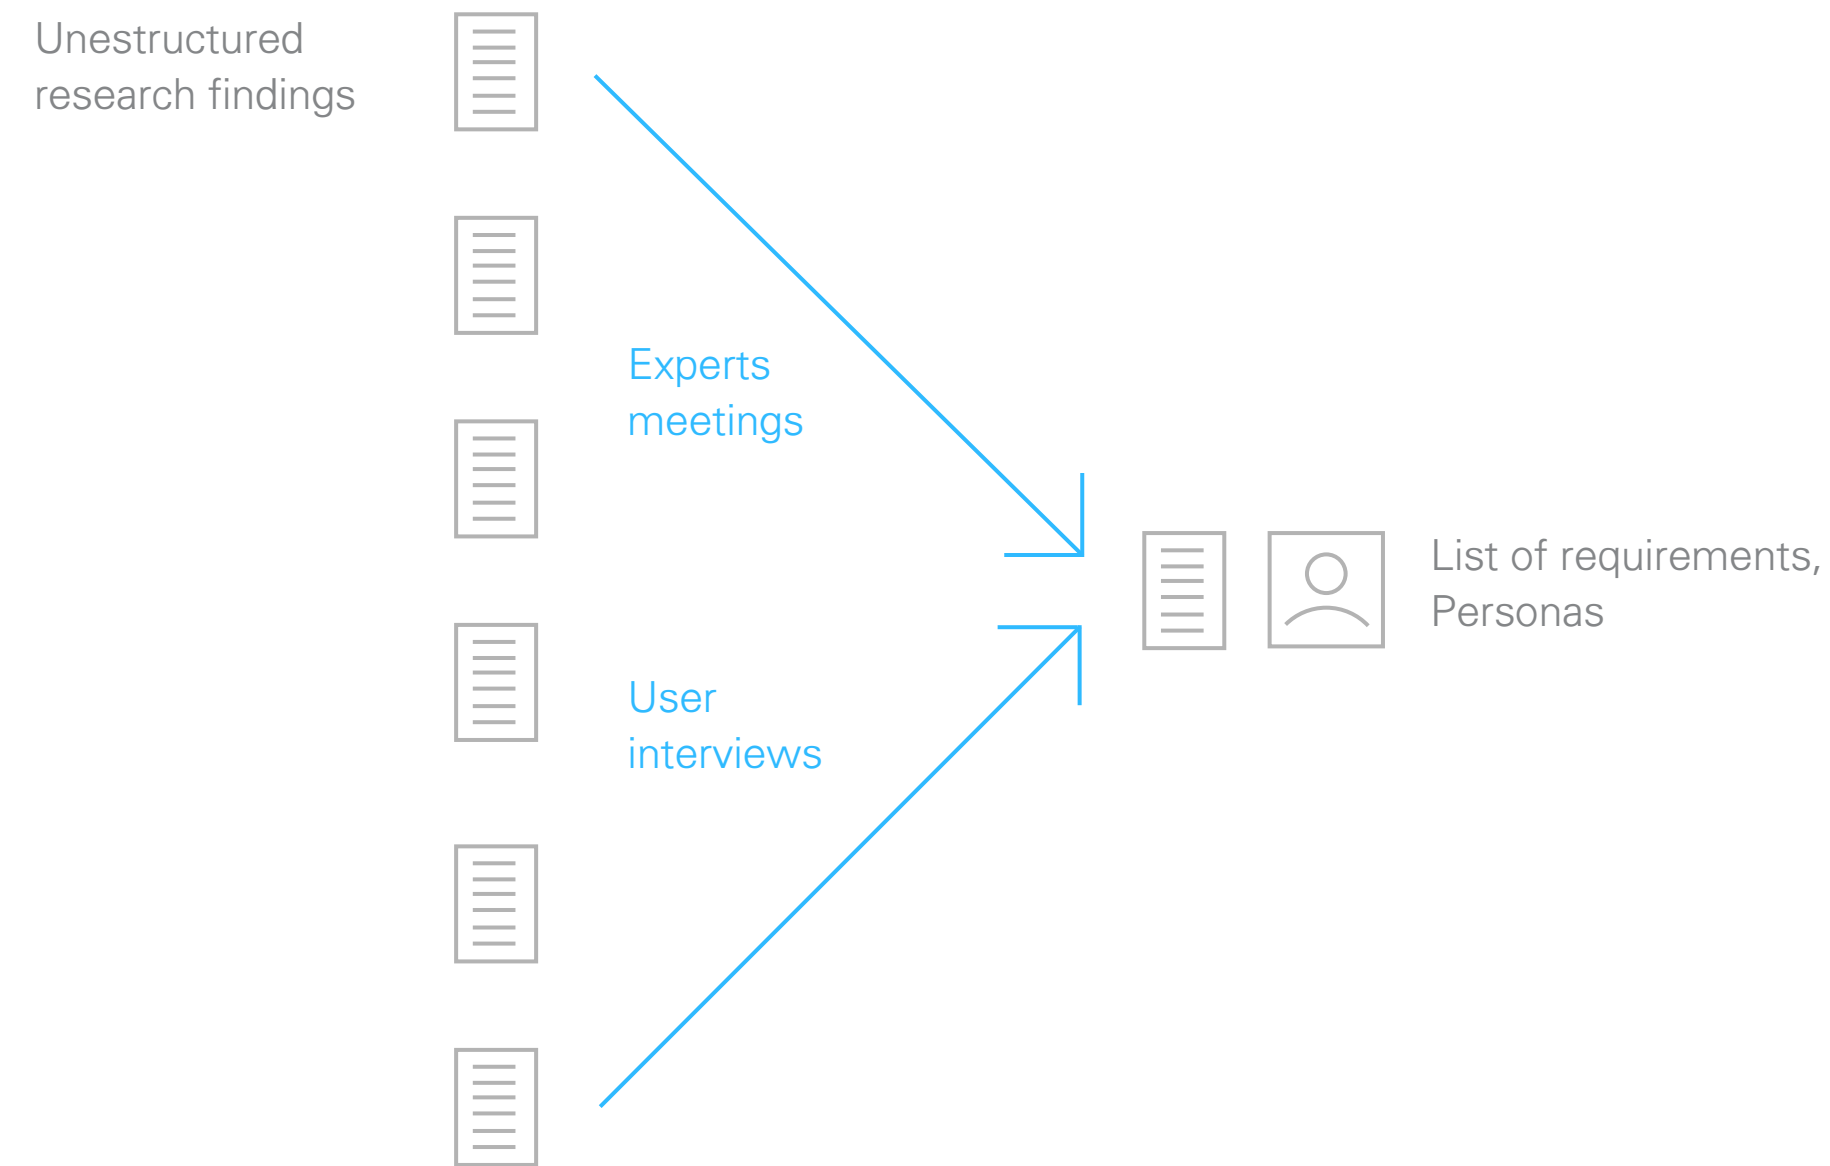 Unestructured
research findings
Experts
meetings
User
interviews
List of requirements,
Personas